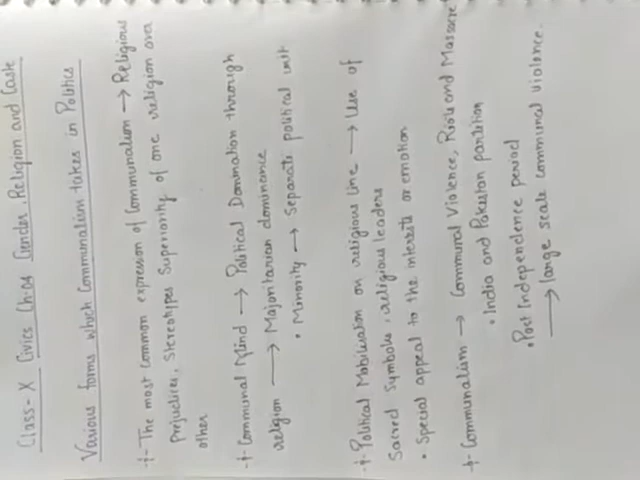 Class-X Civics Ch:04 Gender, Religion and Caste
Various forms which Communalism takes in Politics
+ The most common expression of Communalism → Religious
Prejudices, Stereotypes Superiority of one religion over
other
+ Communal Mind → Political Domination through
religion → Majoritarian dominance
• Minority → Separate political unit
+ Political Mobilisation on religious line → Use of
Sacred Symbols, religious leaders
• Special appeal to the interests or emotion
+ Communalism → Communal Violence, Riots and Massacre
• India and Pakistan partition
• Post Independence period
→ large scale communal violence.